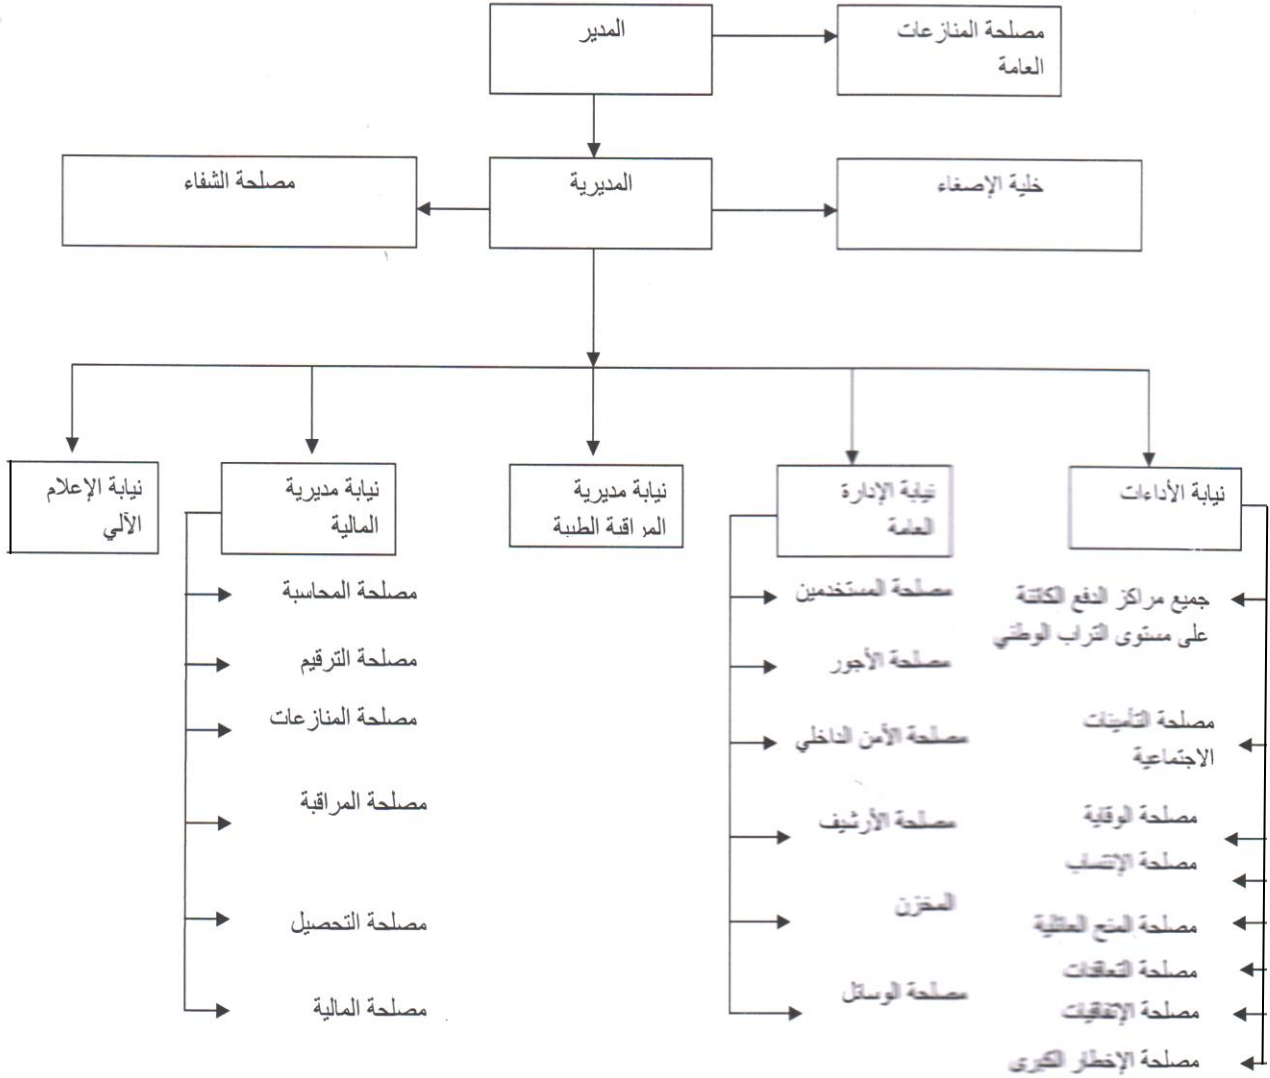 المدير
مصلحة المنازعات
العامة
خلية الإصغاء
المديرية
مصلحة الشفاء
نيابة الأداءات
نيابة الإدارة
العامة
نيابة مديرية
المراقبة الطبية
نيابة مديرية
المالية
نيابة الإعلام
الآلي
جميع مراكز الدفع الكائنة
على مستوى التراب الوطني
مصلحة التأمينات
الاجتماعية
مصلحة الوقاية
مصلحة الإنتساب
مصلحة المنح العائلية
مصلحة التعاقدات
مصلحة الإتفاقيات
مصلحة الإخطار الكبرى
مصلحة المستخدمين
مصلحة الأجور
مصلحة الأمن الداخلي
مصلحة الأرشيف
المخزن
مصلحة الوسائل
مصلحة المحاسبة
مصلحة الترقيم
مصلحة المنازعات
مصلحة المراقبة
مصلحة التحصيل
مصلحة المالية